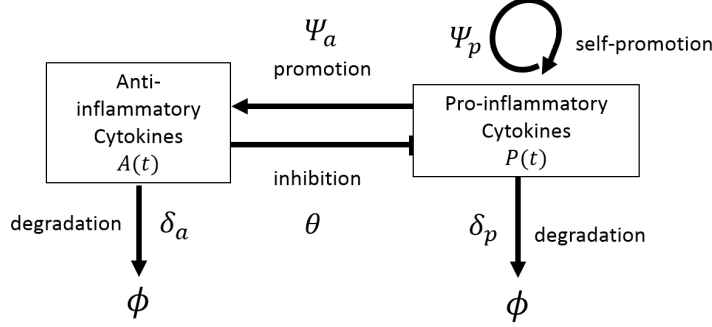 Ψₐ
promotion
Ψₚ
self-promotion
Anti-
inflammatory
Cytokines
A(t)
Pro-inflammatory
Cytokines
P(t)
inhibition
θ
degradation
δₐ
δₚ
degradation
ϕ
ϕ